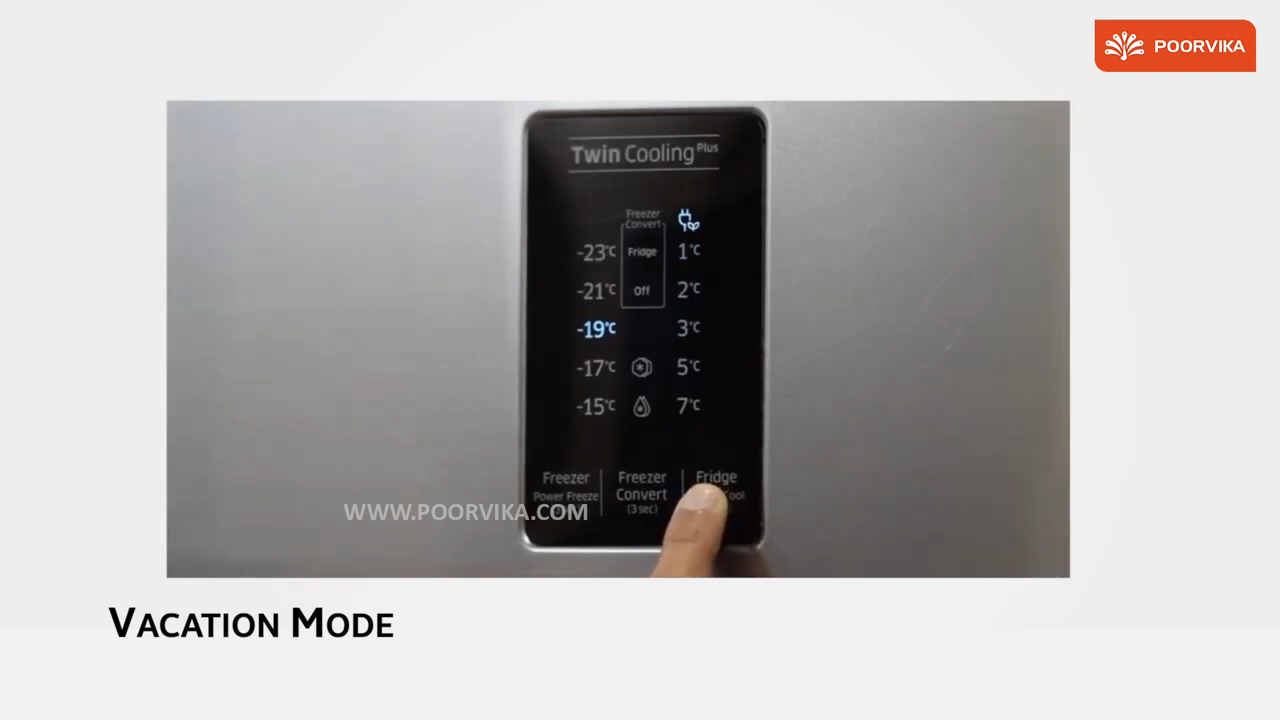 POORVIKA
Twin Cooling Plus
Freezer
Convert
-23°C Fridge 1°C
-21°C Off 2°C
-19°C 3°C
-17°C 5°C
-15°C 7°C
Freezer Freezer Fridge
Power Freeze Convert Cool
(3 sec)
WWW.POORVIKA.COM
VACATION MODE